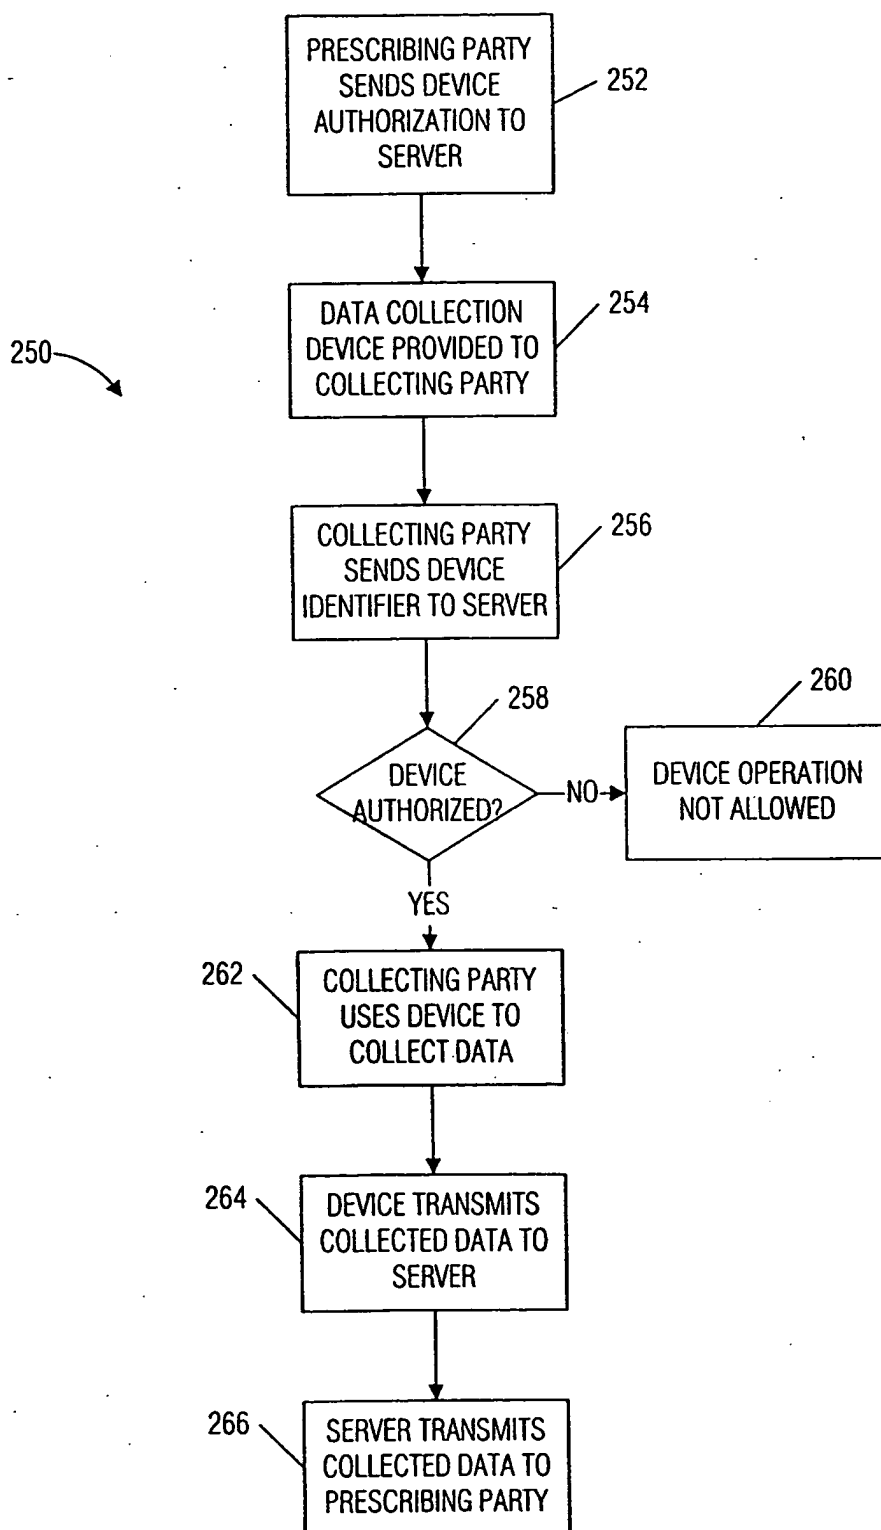 PRESCRIBING PARTY
SENDS DEVICE
AUTHORIZATION TO
SERVER
252
DATA COLLECTION
DEVICE PROVIDED TO
COLLECTING PARTY
254
250
COLLECTING PARTY
SENDS DEVICE
IDENTIFIER TO SERVER
256
258
DEVICE
AUTHORIZED?
NO
260
DEVICE OPERATION
NOT ALLOWED
YES
262
COLLECTING PARTY
USES DEVICE TO
COLLECT DATA
264
DEVICE TRANSMITS
COLLECTED DATA TO
SERVER
266
SERVER TRANSMITS
COLLECTED DATA TO
PRESCRIBING PARTY